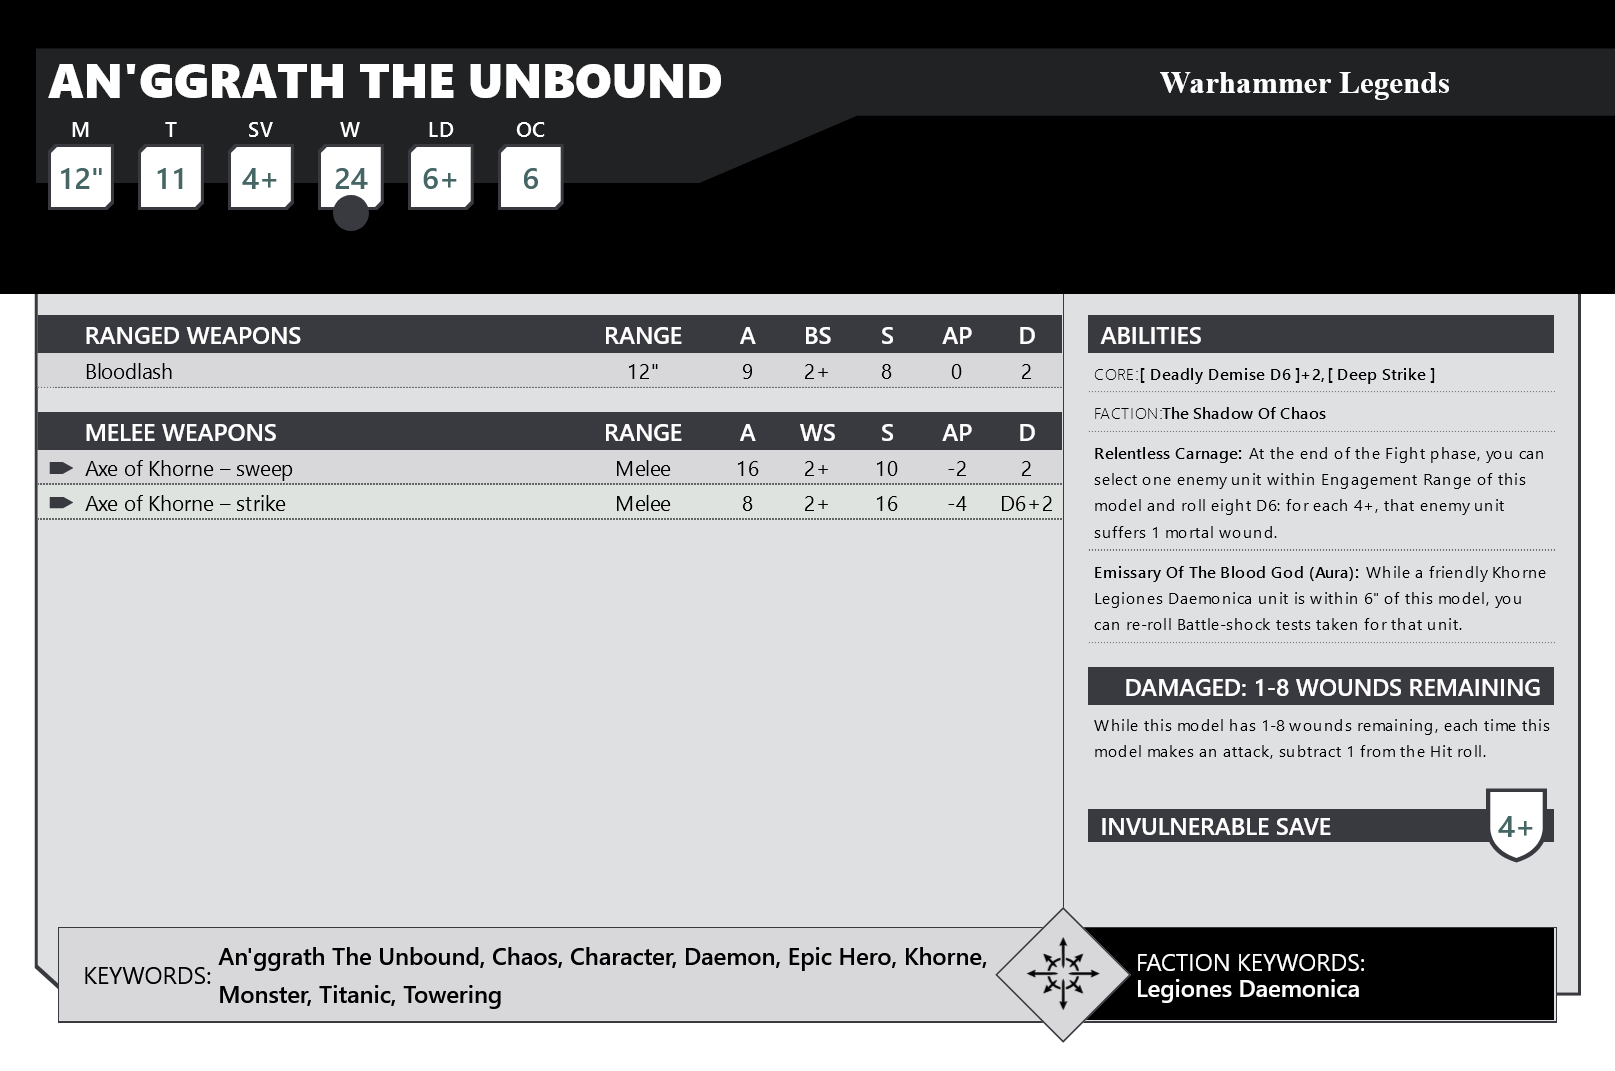 AN'GGRATH THE UNBOUND
Warhammer Legends
M T SV W LD OC
12" 11 4+ 24 6+ 6
RANGED WEAPONS RANGE A BS S AP D
Bloodlash 12" 9 2+ 8 0 2
MELEE WEAPONS RANGE A WS S AP D
Axe of Khorne – sweep Melee 16 2+ 10 -2 2
Axe of Khorne – strike Melee 8 2+ 16 -4 D6+2
ABILITIES
CORE:[ Deadly Demise D6 ]+2,[ Deep Strike ]
FACTION:The Shadow Of Chaos
Relentless Carnage: At the end of the Fight phase, you can
select one enemy unit within Engagement Range of this
model and roll eight D6: for each 4+, that enemy unit
suffers 1 mortal wound.
Emissary Of The Blood God (Aura): While a friendly Khorne
Legiones Daemonica unit is within 6" of this model, you
can re-roll Battle-shock tests taken for that unit.
DAMAGED: 1-8 WOUNDS REMAINING
While this model has 1-8 wounds remaining, each time this
model makes an attack, subtract 1 from the Hit roll.
INVULNERABLE SAVE 4+
KEYWORDS: An'ggrath The Unbound, Chaos, Character, Daemon, Epic Hero, Khorne,
Monster, Titanic, Towering
FACTION KEYWORDS:
Legiones Daemonica